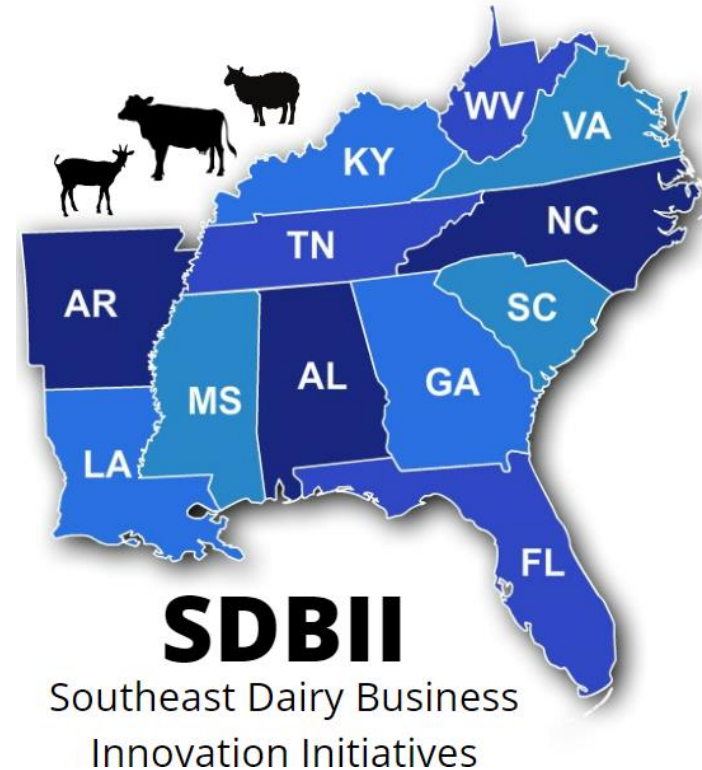 WV
VA
KY
NC
TN
SC
AR
AL
GA
MS
LA
FL
SDBII
Southeast Dairy Business
Innovation Initiatives